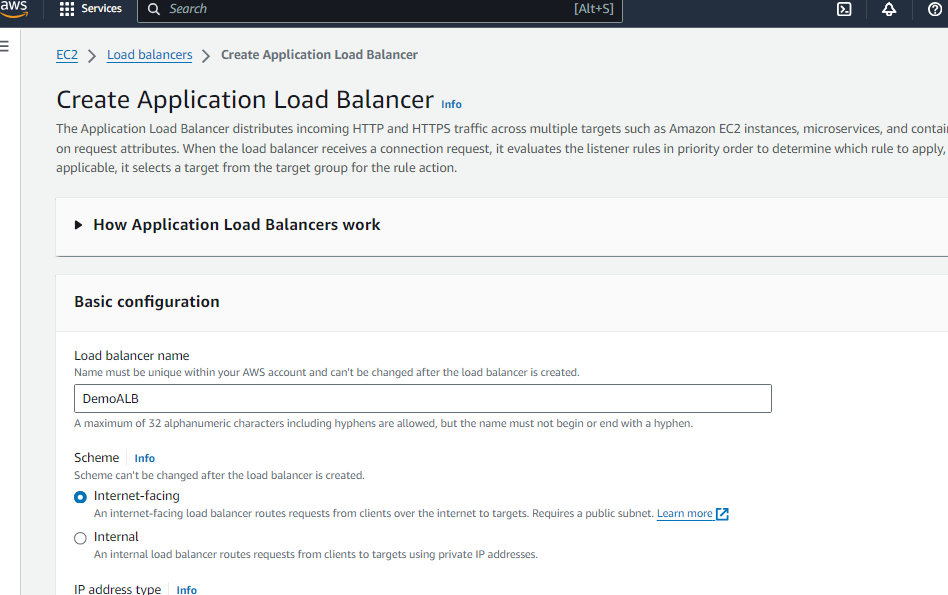 aws
Services
Search
[Alt+S]
EC2 > Load balancers > Create Application Load Balancer
Create Application Load Balancer Info
The Application Load Balancer distributes incoming HTTP and HTTPS traffic across multiple targets such as Amazon EC2 instances, microservices, and
on request attributes. When the load balancer receives a connection request, it evaluates the listener rules in priority order to determine which rule to apply,
applicable, it selects a target from the target group for the rule action.
How Application Load Balancers work
Basic configuration
Load balancer name
Name must be unique within your AWS account and can't be changed after the load balancer is created.
DemoALB
A maximum of 32 alphanumeric characters including hyphens are allowed, but the name must not begin or end with a hyphen.
Scheme Info
Scheme can't be changed after the load balancer is created.
Internet-facing
An internet-facing load balancer routes requests from clients over the internet to targets. Requires a public subnet. Learn more
Internal
An internal load balancer routes requests from clients to targets using private IP addresses.
IP address type Info